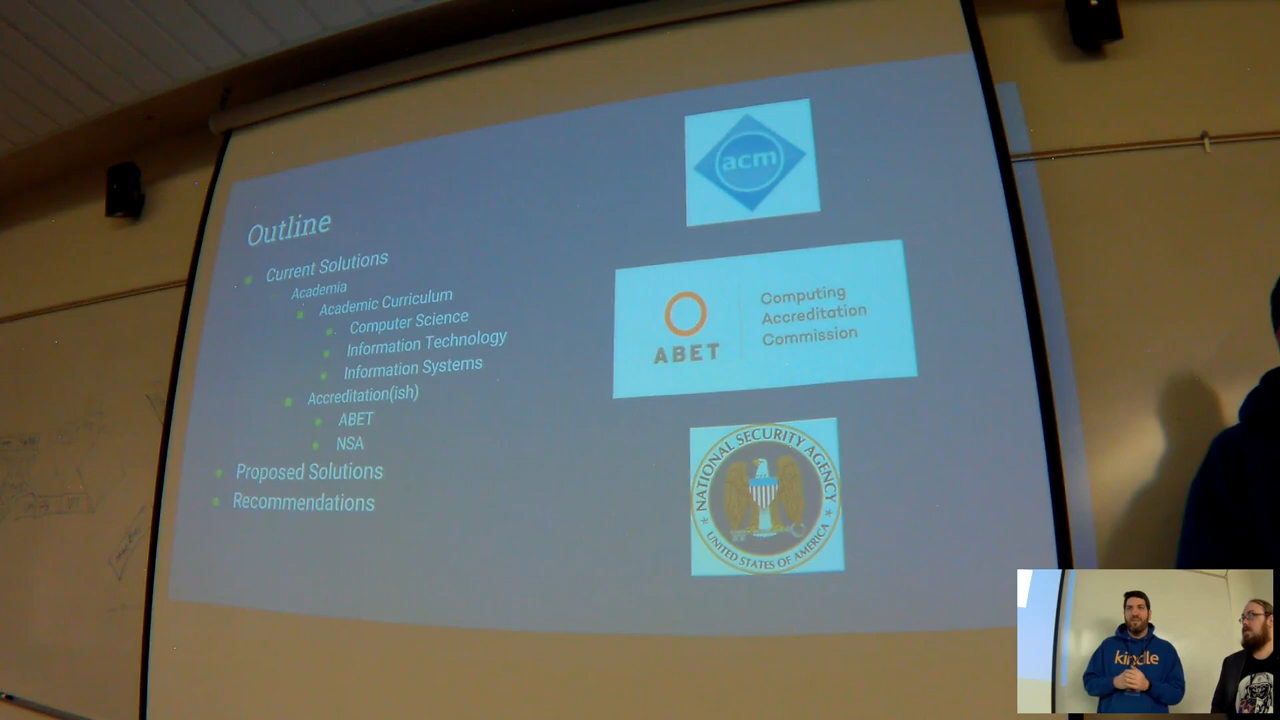 Outline
Current Solutions
Academia
Academic Curriculum
Computer Science
Information Technology
Information Systems
Accreditation(ish)
ABET
NSA
Proposed Solutions
Recommendations
acm
ABET
Computing
Accreditation
Commission
NATIONAL SECURITY AGENCY
UNITED STATES OF AMERICA
kindle